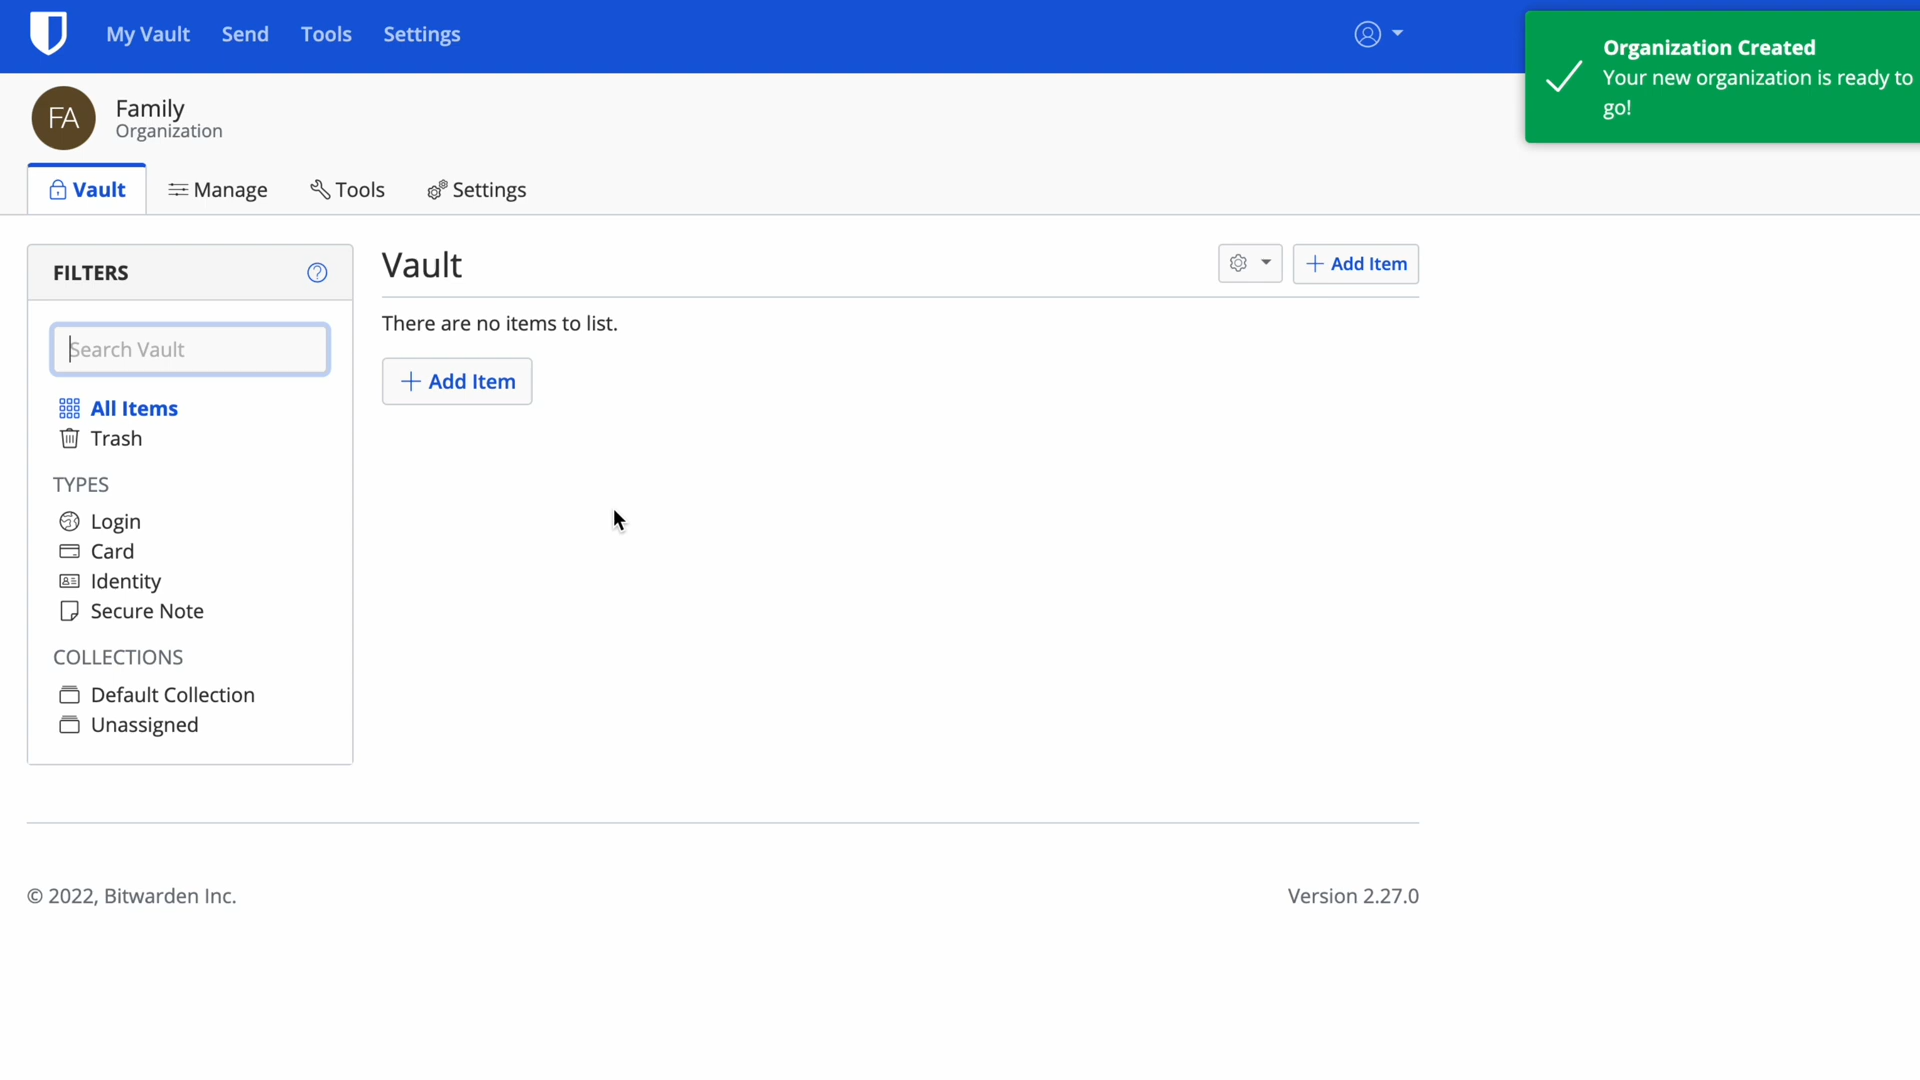 My Vault Send Tools Settings
Organization Created
Your new organization is ready to
go!
FA Family
Organization
Vault Manage Tools Settings
FILTERS
Search Vault
All Items
Trash
TYPES
Login
Card
Identity
Secure Note
COLLECTIONS
Default Collection
Unassigned
Vault
Add Item
There are no items to list.
Add Item
© 2022, Bitwarden Inc. Version 2.27.0